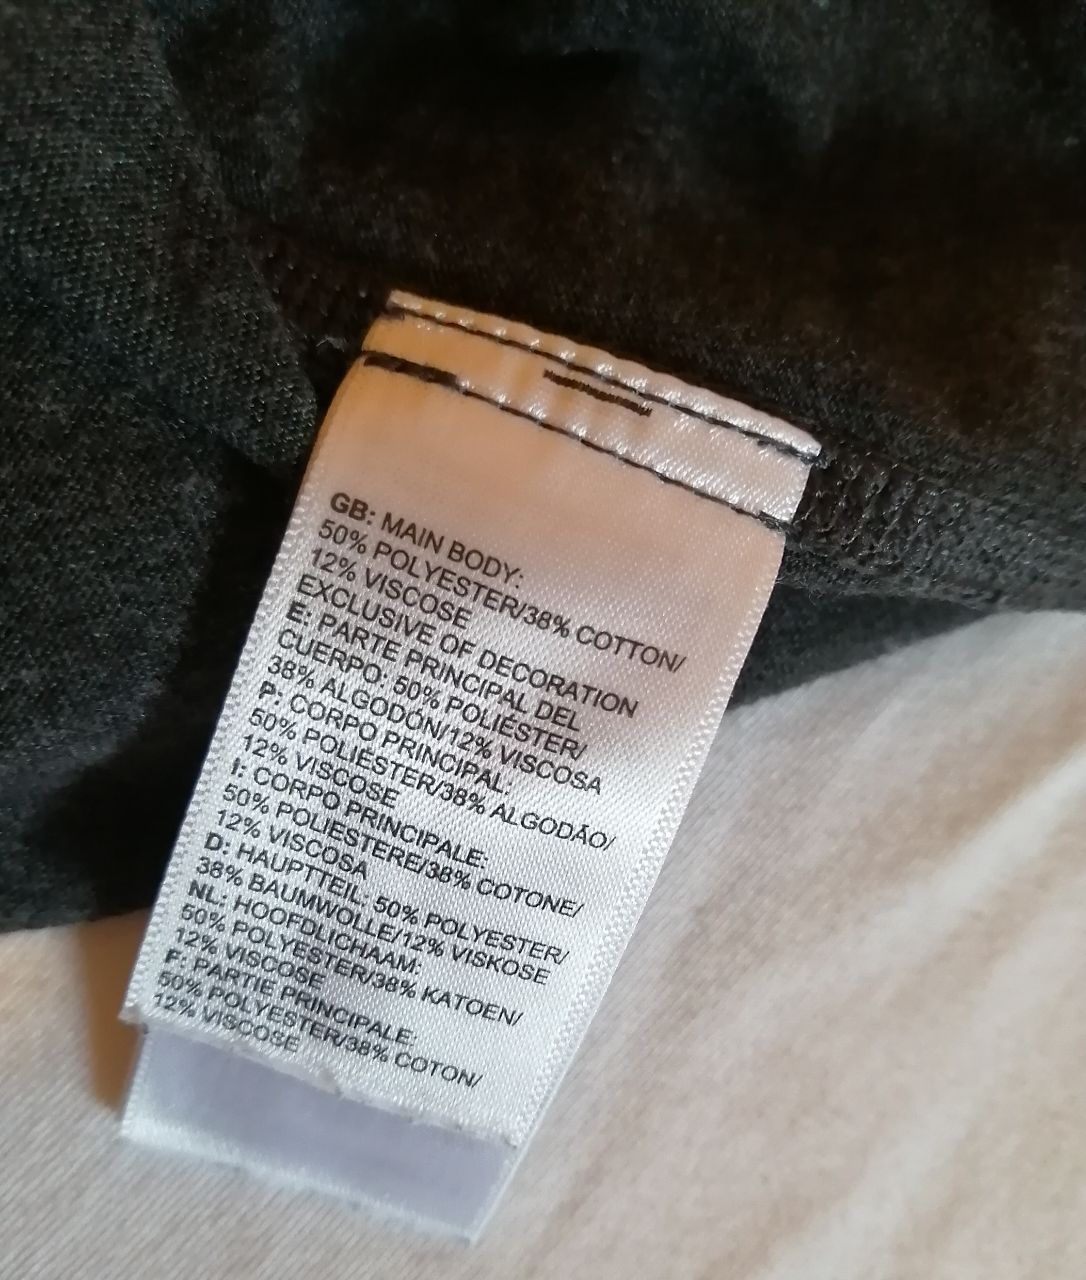 GB: MAIN BODY:
50% POLYESTER/38% COTTON/
12% VISCOSE
EXCLUSIVE OF DECORATION
E: PARTE PRINCIPAL DEL
CUERPO: 50% POLIÉSTER/
38% ALGODÓN/12% VISCOSA
P: CORPO PRINCIPAL:
50% POLIÉSTER/38% ALGODÃO/
12% VISCOSE
I: CORPO PRINCIPALE:
50% POLIESTERE/38% COTONE/
12% VISCOSA
D: HAUPTTEIL: 50% POLYESTER/
38% BAUMWOLLE/12% VISKOSE
NL: HOOFDLICHAAM:
50% POLYESTER/38% KATOEN/
12% VISCOSE
F: PARTIE PRINCIPALE:
50% POLYESTER/38% COTON/
12% VISCOSE